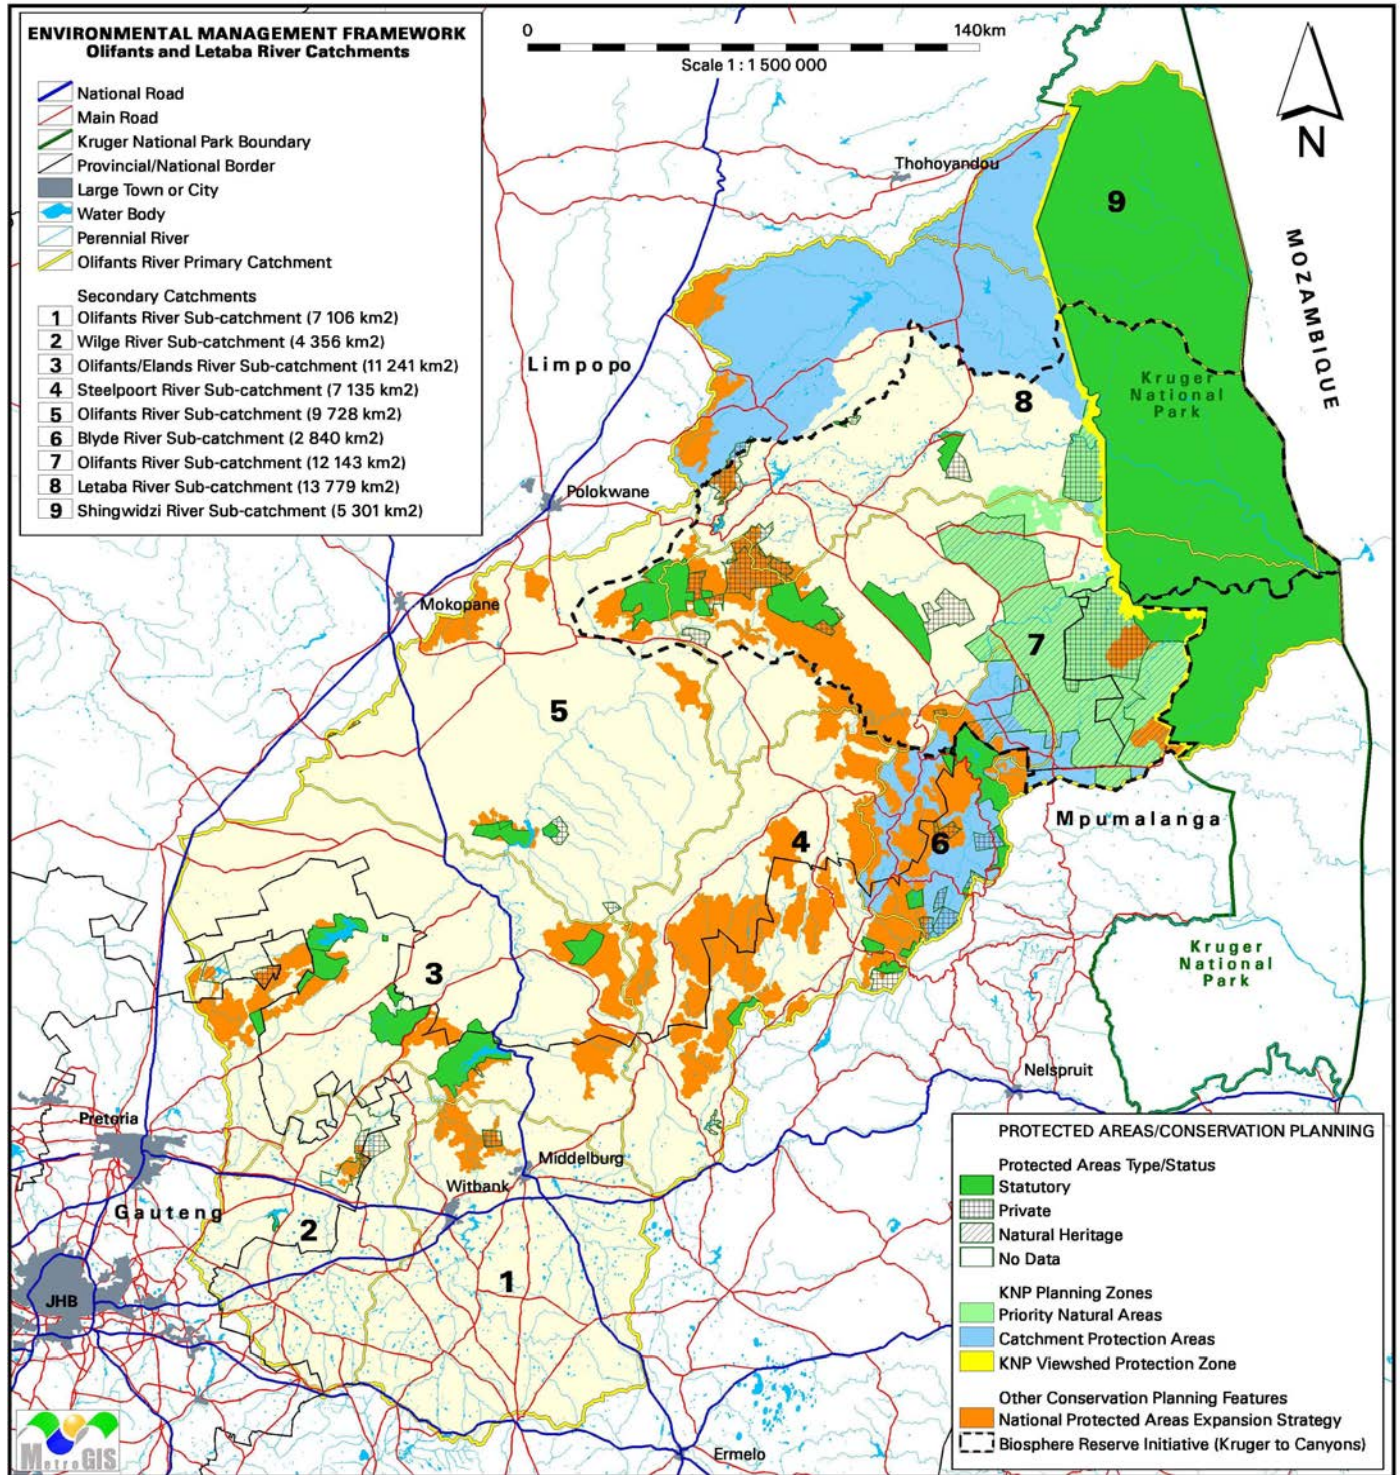 ENVIRONMENTAL MANAGEMENT FRAMEWORK
Olifants and Letaba River Catchments
National Road
Main Road
Kruger National Park Boundary
Provincial/National Border
Large Town or City
Water Body
Perennial River
Olifants River Primary Catchment
Secondary Catchments
1 Olifants River Sub-catchment (7 106 km2)
2 Wilge River Sub-catchment (4 356 km2)
3 Olifants/Elands River Sub-catchment (11 241 km2)
4 Steelpoort River Sub-catchment (7 135 km2)
5 Olifants River Sub-catchment (9 728 km2)
6 Blyde River Sub-catchment (2 840 km2)
7 Olifants River Sub-catchment (12 143 km2)
8 Letaba River Sub-catchment (13 779 km2)
9 Shingwidzi River Sub-catchment (5 301 km2)
0 140km
Scale 1 : 1 500 000
N
Thohoyandou
9
MOZAMBIQUE
Limpopo
Kruger
National
Park
8
Polokwane
Mokopane
7
5
Mpumalanga
4
6
3
Kruger
National
Park
Nelspruit
Pretoria
Middelburg
Witbank
Gauteng
2
1
JHB
Ermelo
MetroGIS
PROTECTED AREAS/CONSERVATION PLANNING
Protected Areas Type/Status
Statutory
Private
Natural Heritage
No Data
KNP Planning Zones
Priority Natural Areas
Catchment Protection Areas
KNP Viewshed Protection Zone
Other Conservation Planning Features
National Protected Areas Expansion Strategy
Biosphere Reserve Initiative (Kruger to Canyons)